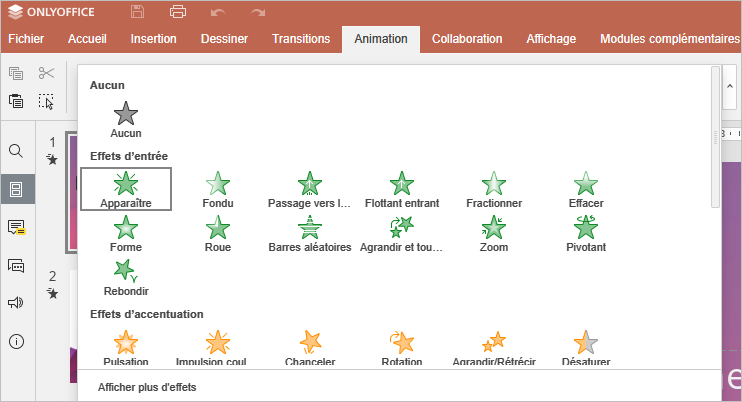 ONLYOFFICE
Fichier Accueil Insertion Dessiner Transitions Animation Collaboration Affichage Modules complémentaires
Aucun
Aucun
Effets d'entrée
Apparaître Fondu Passage vers l... Flottant entrant Fractionner Effacer
Forme Roue Barres aléatoires Agrandir et tou... Zoom Pivotant
Rebondir
Effets d'accentuation
Pulsation Impulsion coul Chanceler Rotation Agrandir/Rétrécir Désaturer
Afficher plus d'effets
1
2